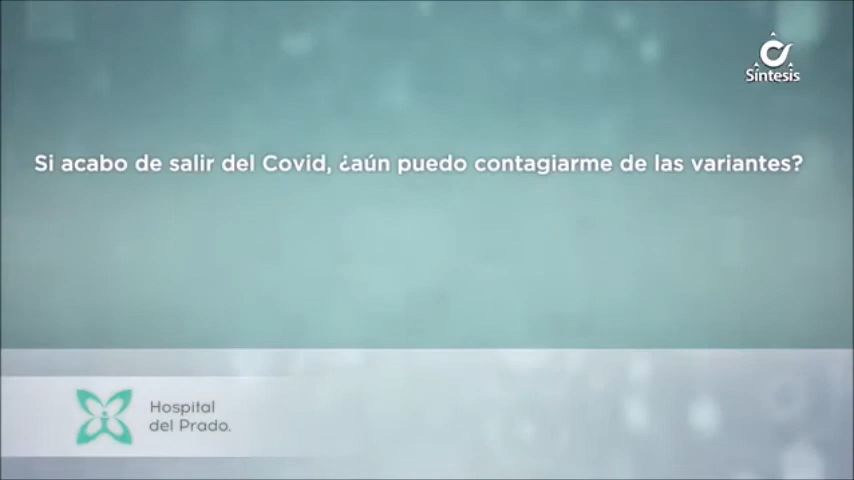 Síntesis
Si acabo de salir del Covid, ¿aún puedo contagiarme de las variantes?
Hospital
del Prado.